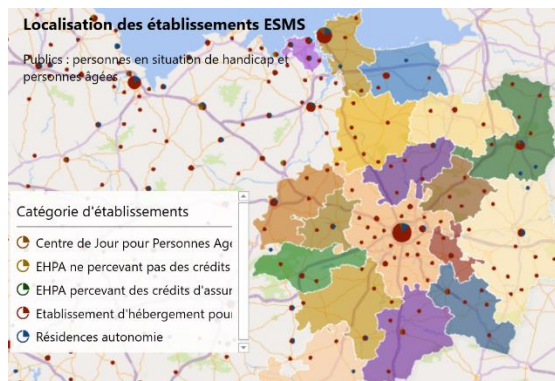 Localisation des établissements ESMS
Publics : personnes en situation de handicap et
personnes âgées
Catégorie d'établissements
Centre de Jour pour Personnes Age
EHPA ne percevant pas des crédits
EHPA percevant des crédits d'assur
Etablissement d'hébergement pour
Résidences autonomie